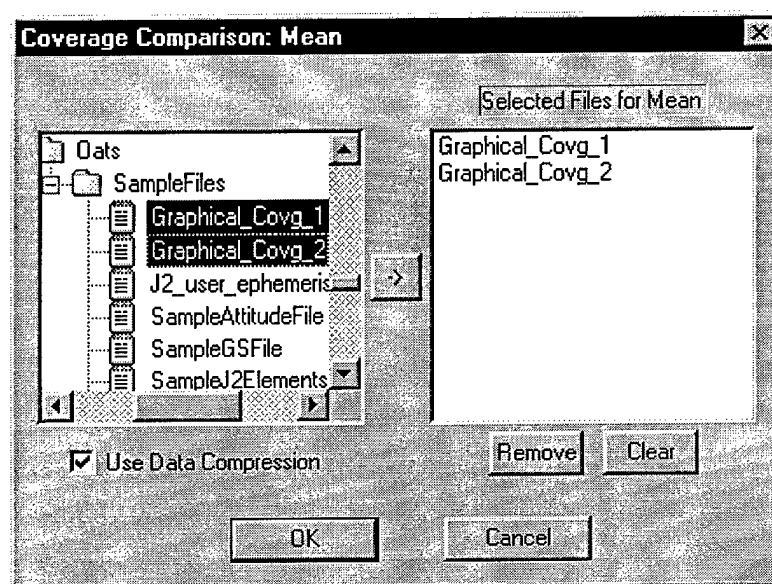 Coverage Comparison: Mean
Selected Files for Mean
Oats
SampleFiles
Graphical_Covg_1
Graphical_Covg_2
J2_user_ephemeris
SampleAttitudeFile
SampleGSFile
SampleJ2Elements
->
Graphical_Covg_1
Graphical_Covg_2
Use Data Compression
Remove
Clear
OK
Cancel